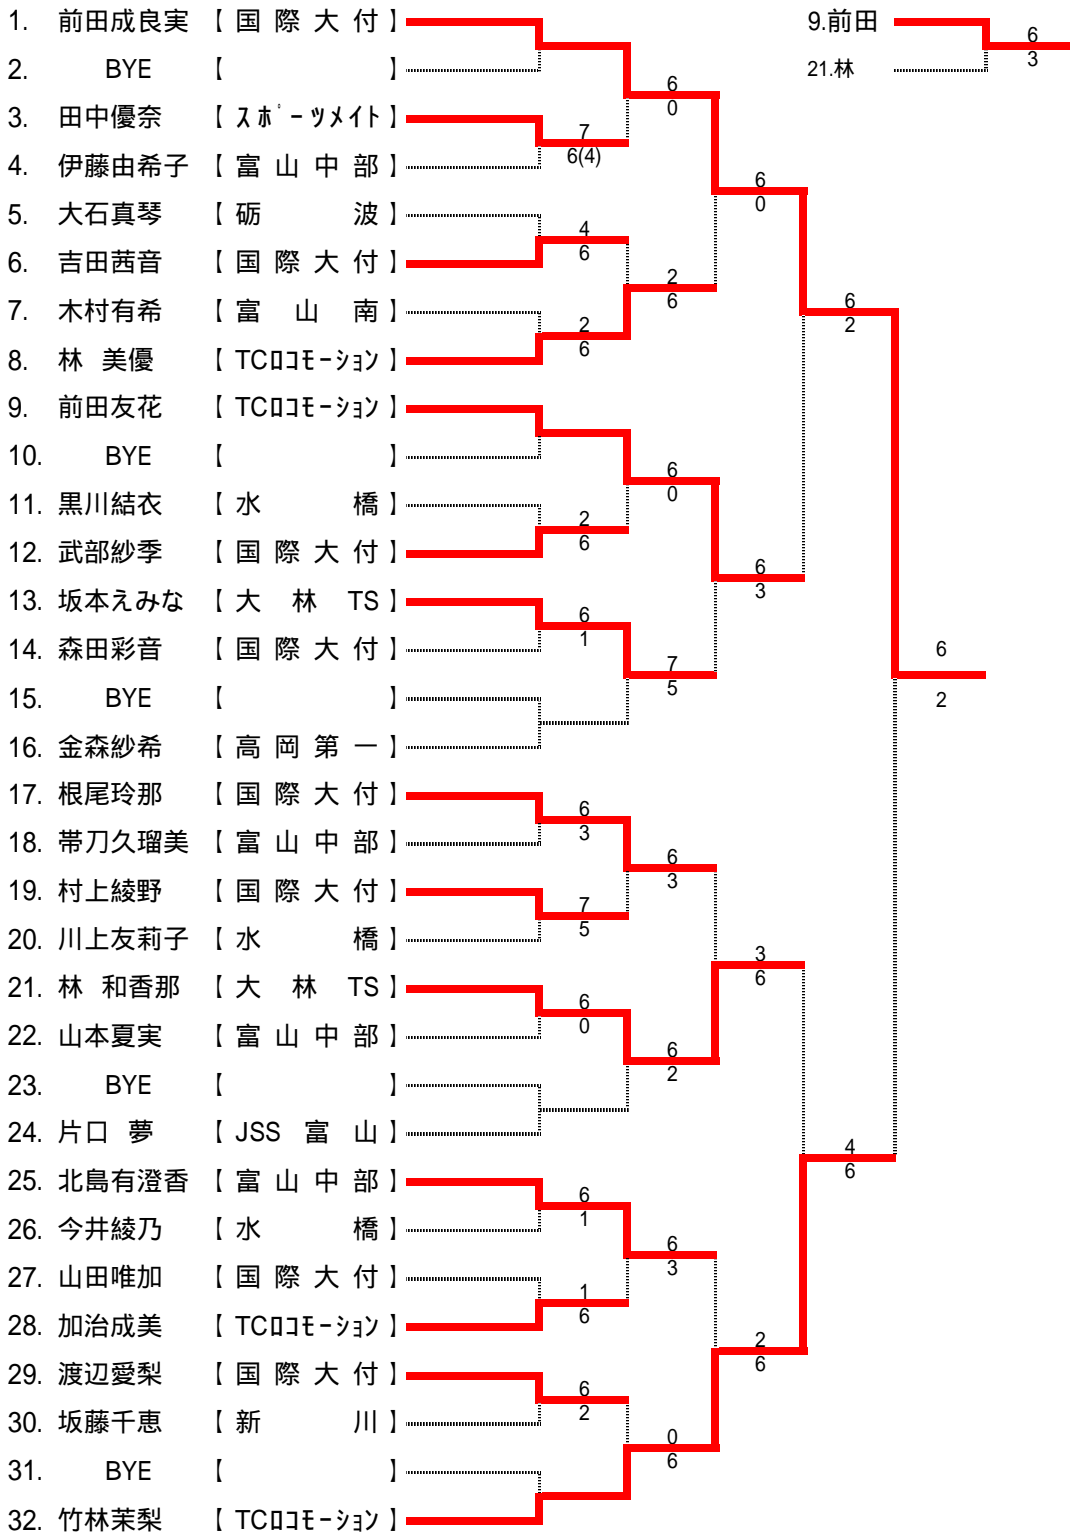 1. 前田成良実 【 国 際 大 付 】
2. BYE 【 】
3. 田中優奈 【 ｽﾎﾟｰﾂﾒｲﾄ 】
4. 伊藤由希子 【 富 山 中 部 】
5. 大石真琴 【 砺 波 】
6. 吉田茜音 【 国 際 大 付 】
7. 木村有希 【 富 山 南 】
8. 林 美優 【 TCﾛｺﾓｰｼｮﾝ 】
9. 前田友花 【 TCﾛｺﾓｰｼｮﾝ 】
10. BYE 【 】
11. 黒川結衣 【 水 橋 】
12. 武部紗季 【 国 際 大 付 】
13. 坂本えみな 【 大 林 TS 】
14. 森田彩音 【 国 際 大 付 】
15. BYE 【 】
16. 金森紗希 【 高 岡 第 一 】
17. 根尾玲那 【 国 際 大 付 】
18. 帯刀久瑠美 【 富 山 中 部 】
19. 村上綾野 【 国 際 大 付 】
20. 川上友莉子 【 水 橋 】
21. 林 和香那 【 大 林 TS 】
22. 山本夏実 【 富 山 中 部 】
23. BYE 【 】
24. 片口 夢 【 JSS 富 山 】
25. 北島有澄香 【 富 山 中 部 】
26. 今井綾乃 【 水 橋 】
27. 山田唯加 【 国 際 大 付 】
28. 加治成美 【 TCﾛｺﾓｰｼｮﾝ 】
29. 渡辺愛梨 【 国 際 大 付 】
30. 坂藤千恵 【 新 川 】
31. BYE 【 】
32. 竹林茉梨 【 TCﾛｺﾓｰｼｮﾝ 】
7
6(4)
4
6
2
6
2
6
6
1
6
3
7
5
6
0
6
1
1
6
6
2
6
0
2
6
6
0
7
5
6
3
6
2
6
3
0
6
6
0
6
3
3
6
2
6
6
2
4
6
6
2
9.前田
21.林
6
3